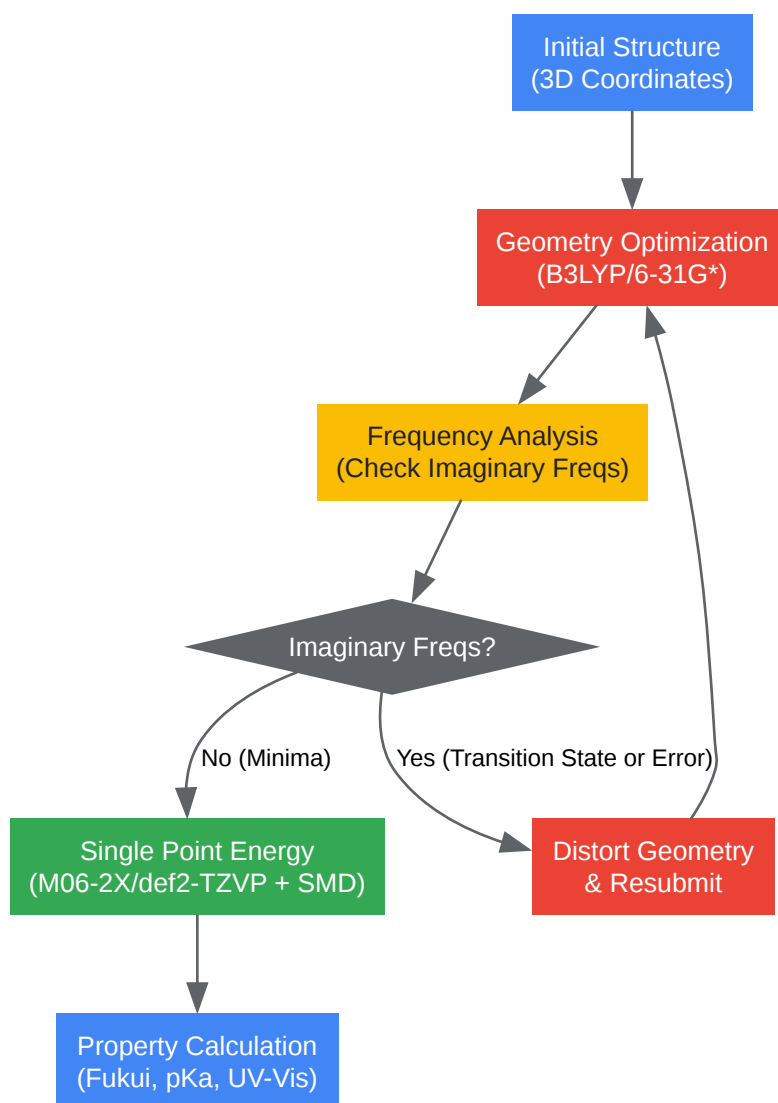 Initial Structure
(3D Coordinates)
Geometry Optimization
(B3LYP/6-31G*)
Frequency Analysis
(Check Imaginary Freqs)
Imaginary Freqs?
No (Minima)
Yes (Transition State or Error)
Single Point Energy
(M06-2X/def2-TZVP + SMD)
Distort Geometry
& Resubmit
Property Calculation
(Fukui, pKa, UV-Vis)